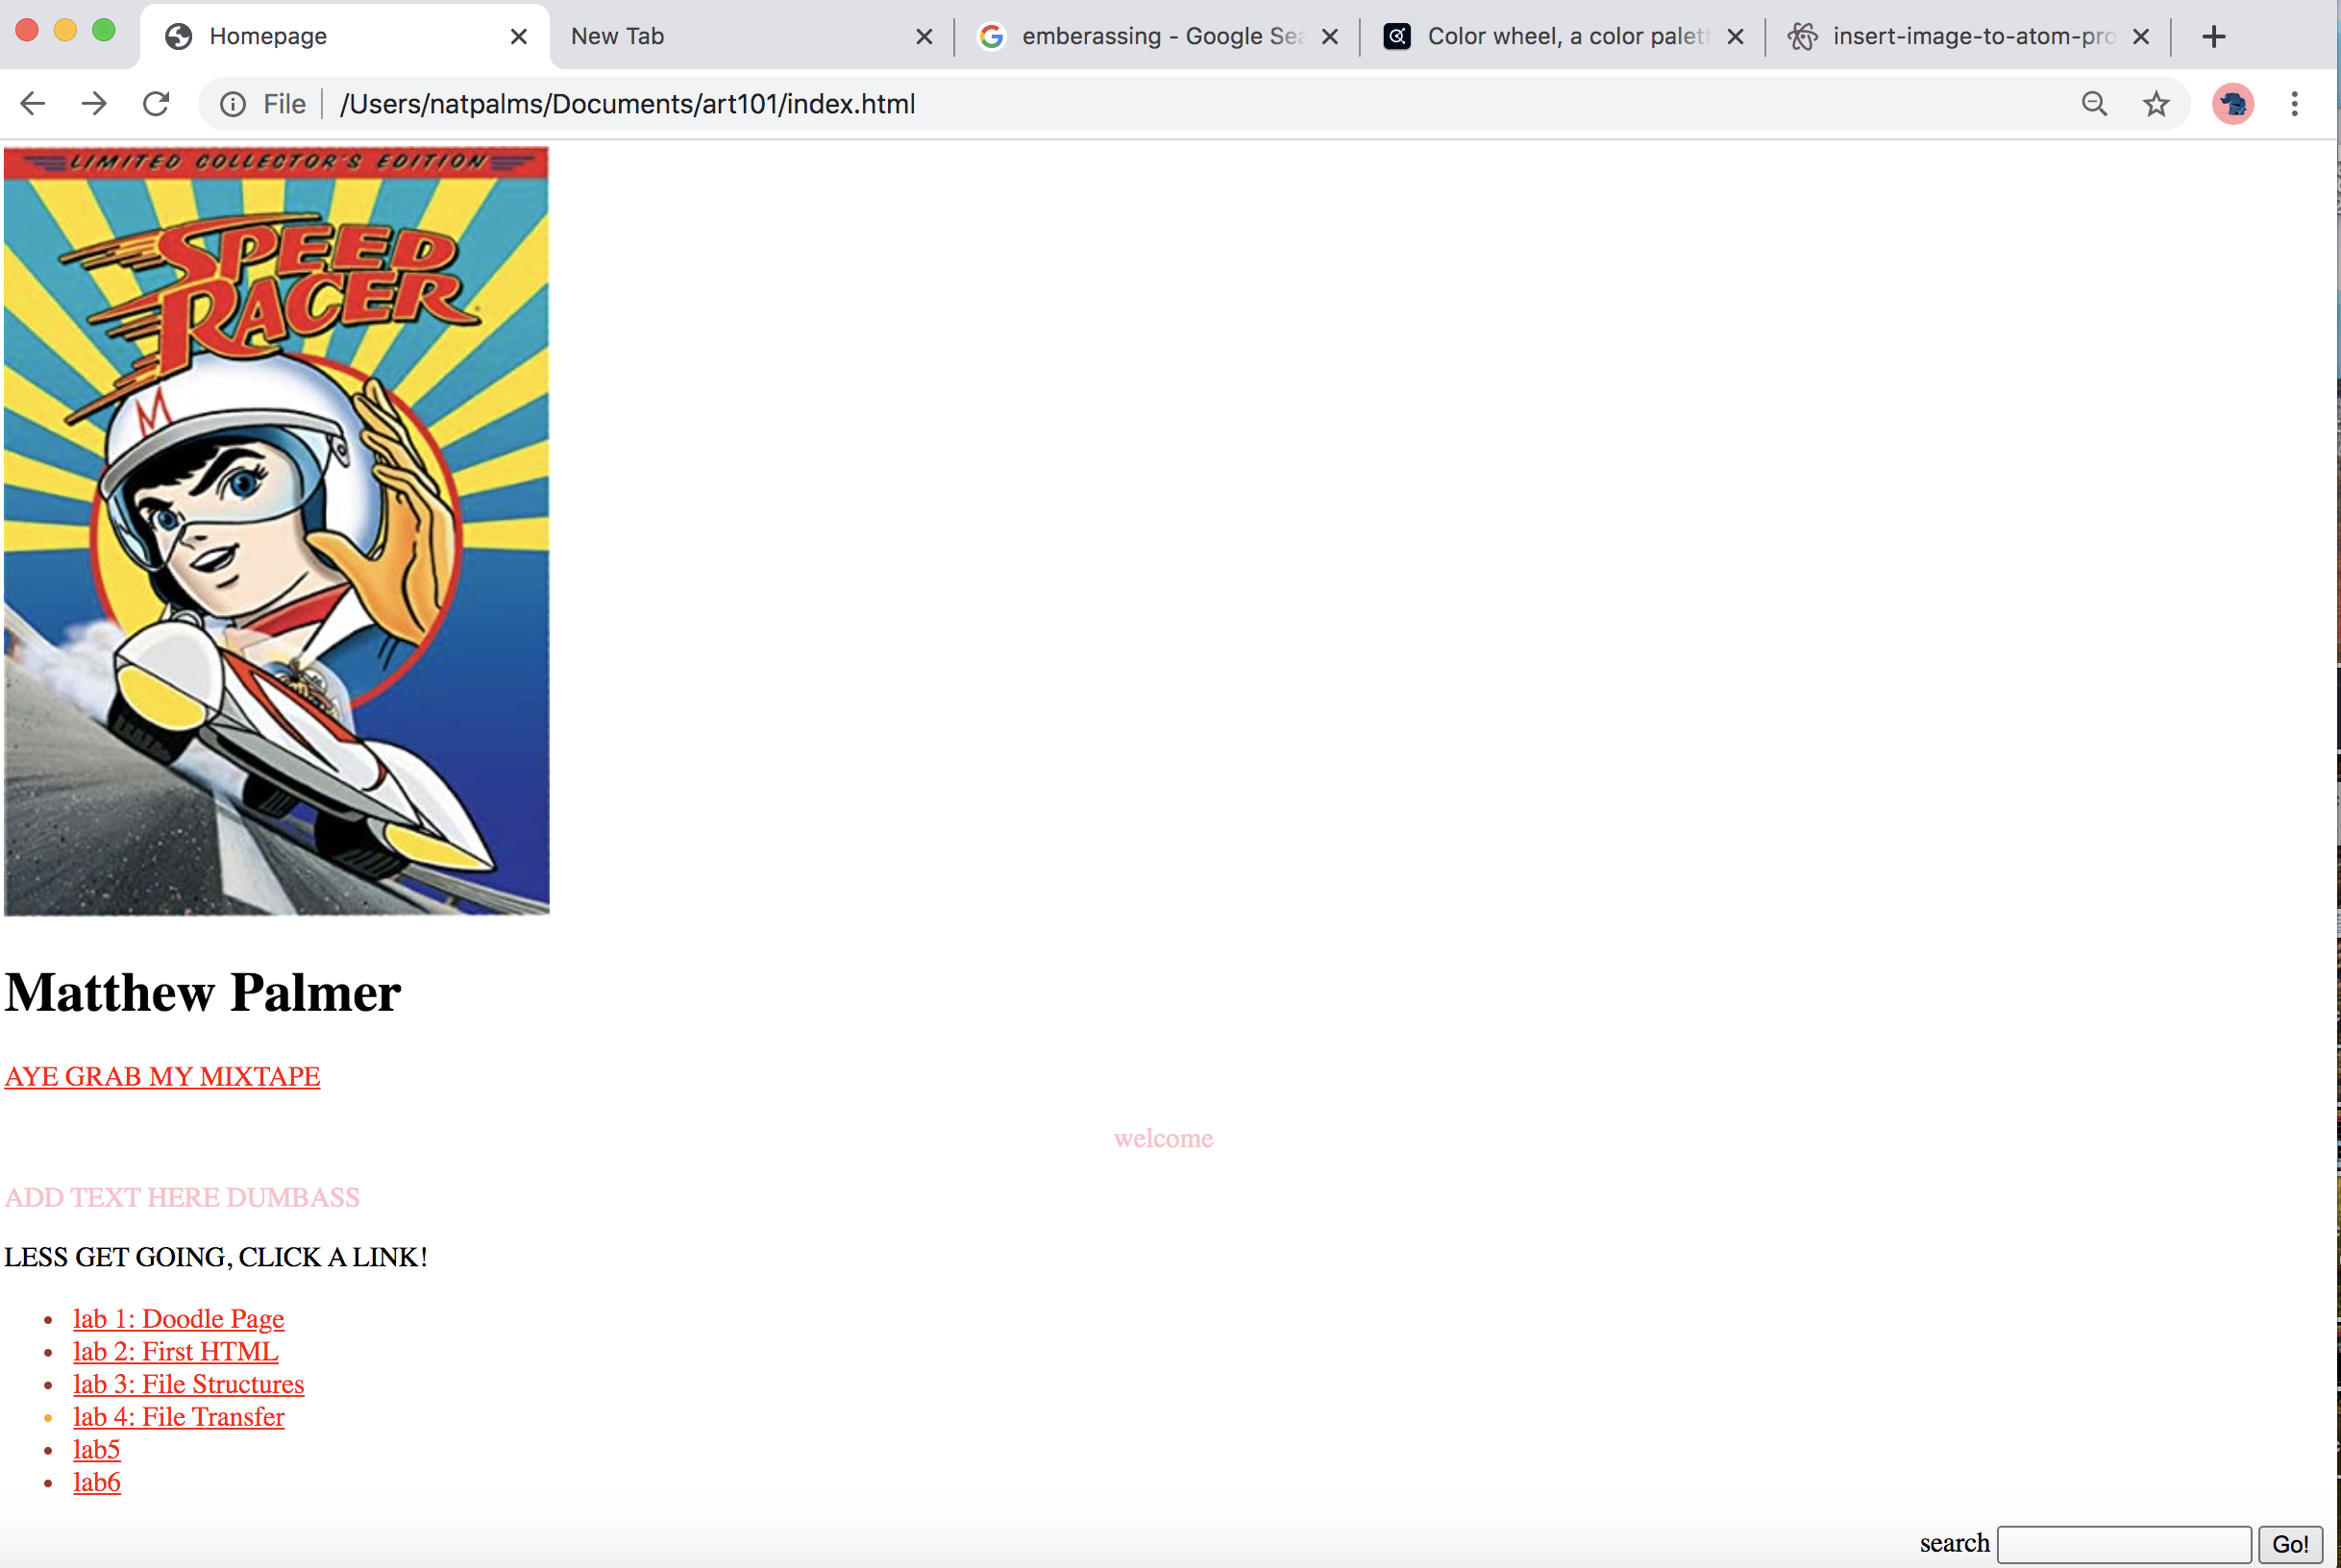 Homepage
New Tab
emberassing - Google Sea
Color wheel, a color palett
insert-image-to-atom-pro
File /Users/natpalms/Documents/art101/index.html
LIMITED COLLECTOR'S EDITION
SPEED
RACER
M
Matthew Palmer
AYE GRAB MY MIXTAPE
welcome
ADD TEXT HERE DUMBASS
LESS GET GOING, CLICK A LINK!
• lab 1: Doodle Page
• lab 2: First HTML
• lab 3: File Structures
• lab 4: File Transfer
• lab5
• lab6
search Go!